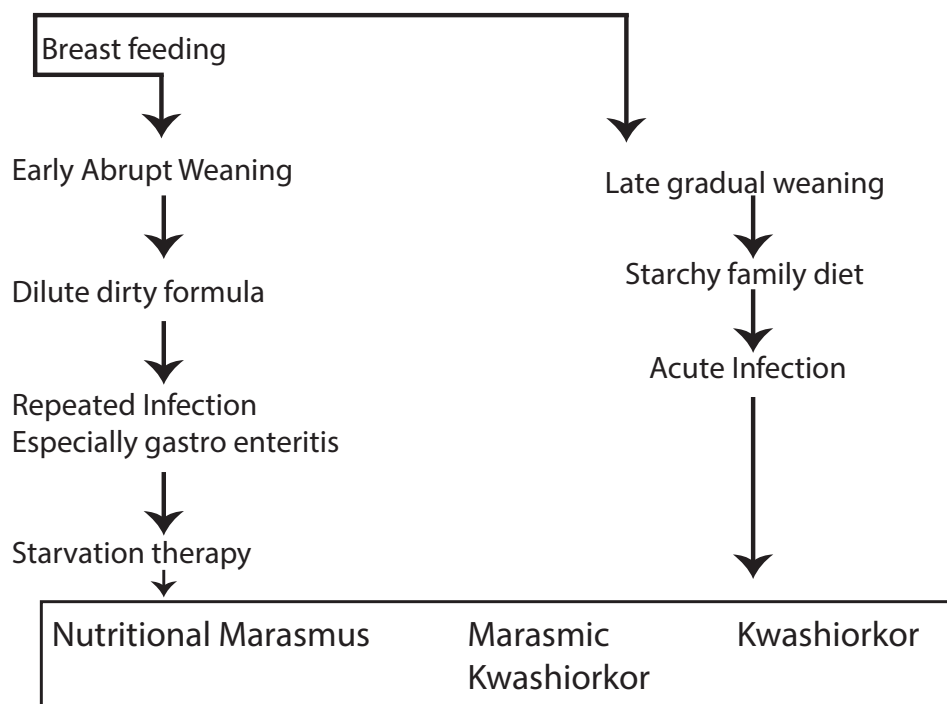 Breast feeding
Early Abrupt Weaning
Dilute dirty formula
Repeated Infection
Especially gastro enteritis
Starvation therapy
Late gradual weaning
Starchy family diet
Acute Infection
Nutritional Marasmus
Marasmic
Kwashiorkor
Kwashiorkor